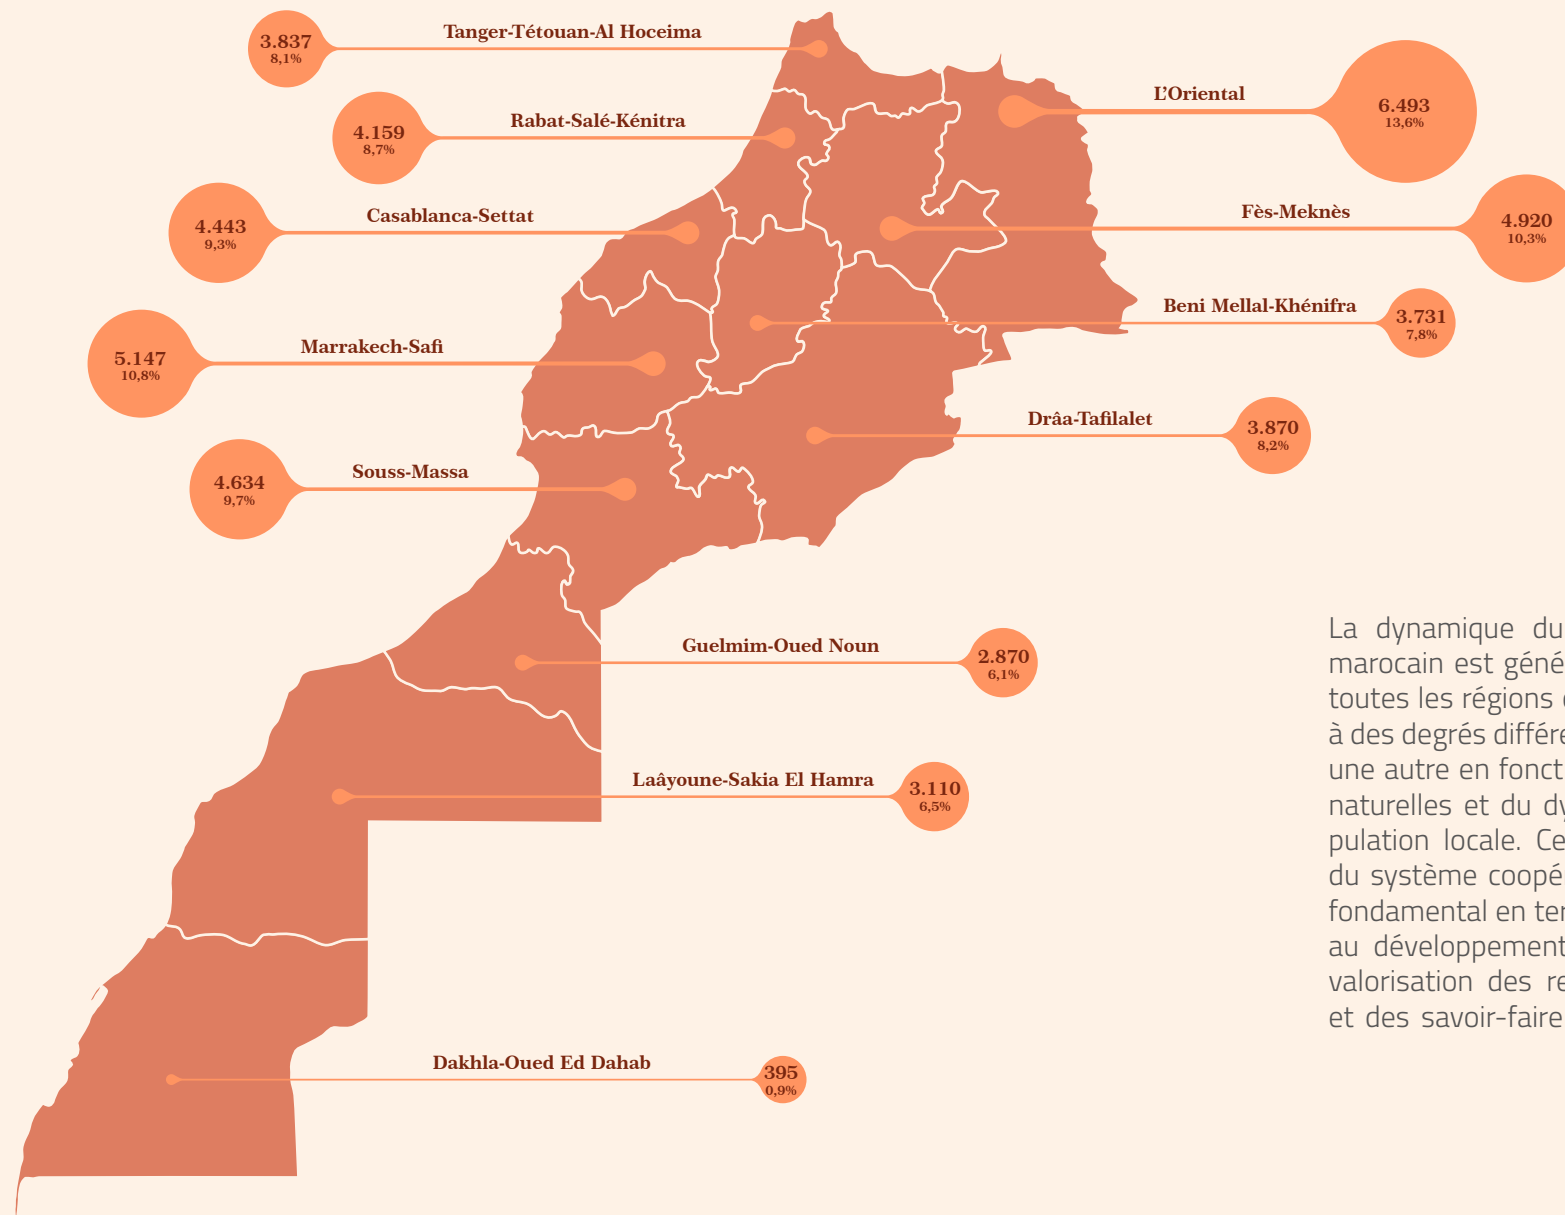 Tanger-Tétouan-Al Hoceima
3.837
8,1%
L'Oriental
6.493
13,6%
Rabat-Salé-Kénitra
4.159
8,7%
Casablanca-Settat
4.443
9,3%
Fès-Meknès
4.920
10,3%
Beni Mellal-Khénifra
3.731
7,8%
Marrakech-Safi
5.147
10,8%
Drâa-Tafilalet
3.870
8,2%
Souss-Massa
4.634
9,7%
Guelmim-Oued Noun
2.870
6,1%
Laâyoune-Sakia El Hamra
3.110
6,5%
Dakhla-Oued Ed Dahab
395
0,9%
La dynamique du
marocain est géné
toutes les régions
à des degrés différe
une autre en fonct
naturelles et du dy
pulation locale. Ce
du système coopé
fondamental en ter
au développement
valorisation des re
et des savoir-faire